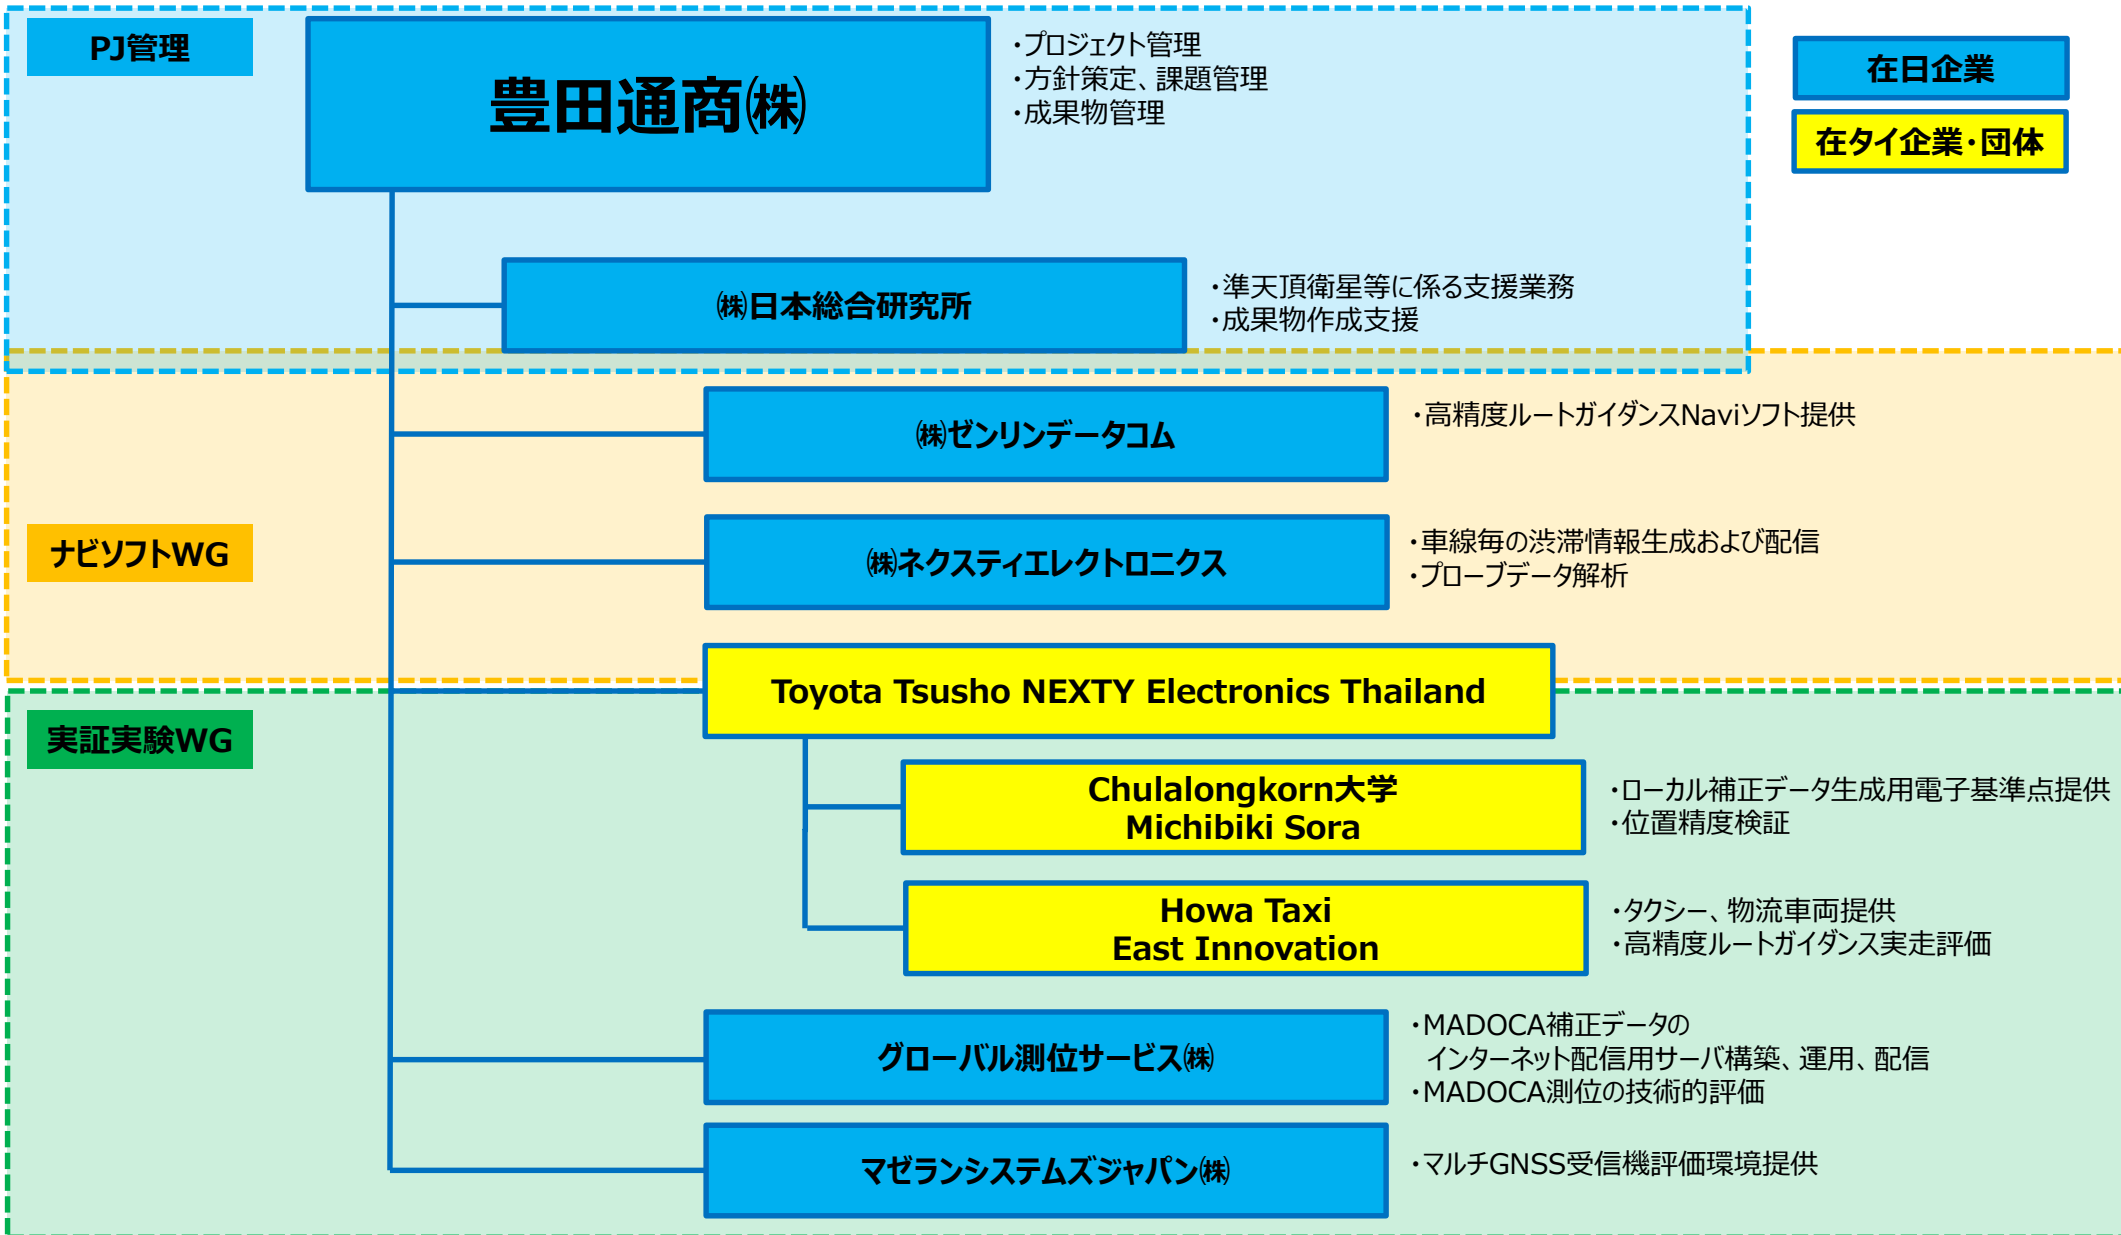 PJ管理
豊田通商㈱
・プロジェクト管理
・方針策定、課題管理
・成果物管理
在日企業
在タイ企業・団体
㈱日本総合研究所
・準天頂衛星等に係る支援業務
・成果物作成支援
㈱ゼンリンデータコム
・高精度ルートガイダンスNaviソフト提供
ナビソフトWG
㈱ネクスティエレクトロニクス
・車線毎の渋滞情報生成および配信
・プローブデータ解析
Toyota Tsusho NEXTY Electronics Thailand
実証実験WG
Chulalongkorn大学
Michibiki Sora
・ローカル補正データ生成用電子基準点提供
・位置精度検証
Howa Taxi
East Innovation
・タクシー、物流車両提供
・高精度ルートガイダンス実走評価
グローバル測位サービス㈱
・MADOCA補正データの
インターネット配信用サーバ構築、運用、配信
・MADOCA測位の技術的評価
マゼランシステムズジャパン㈱
・マルチGNSS受信機評価環境提供